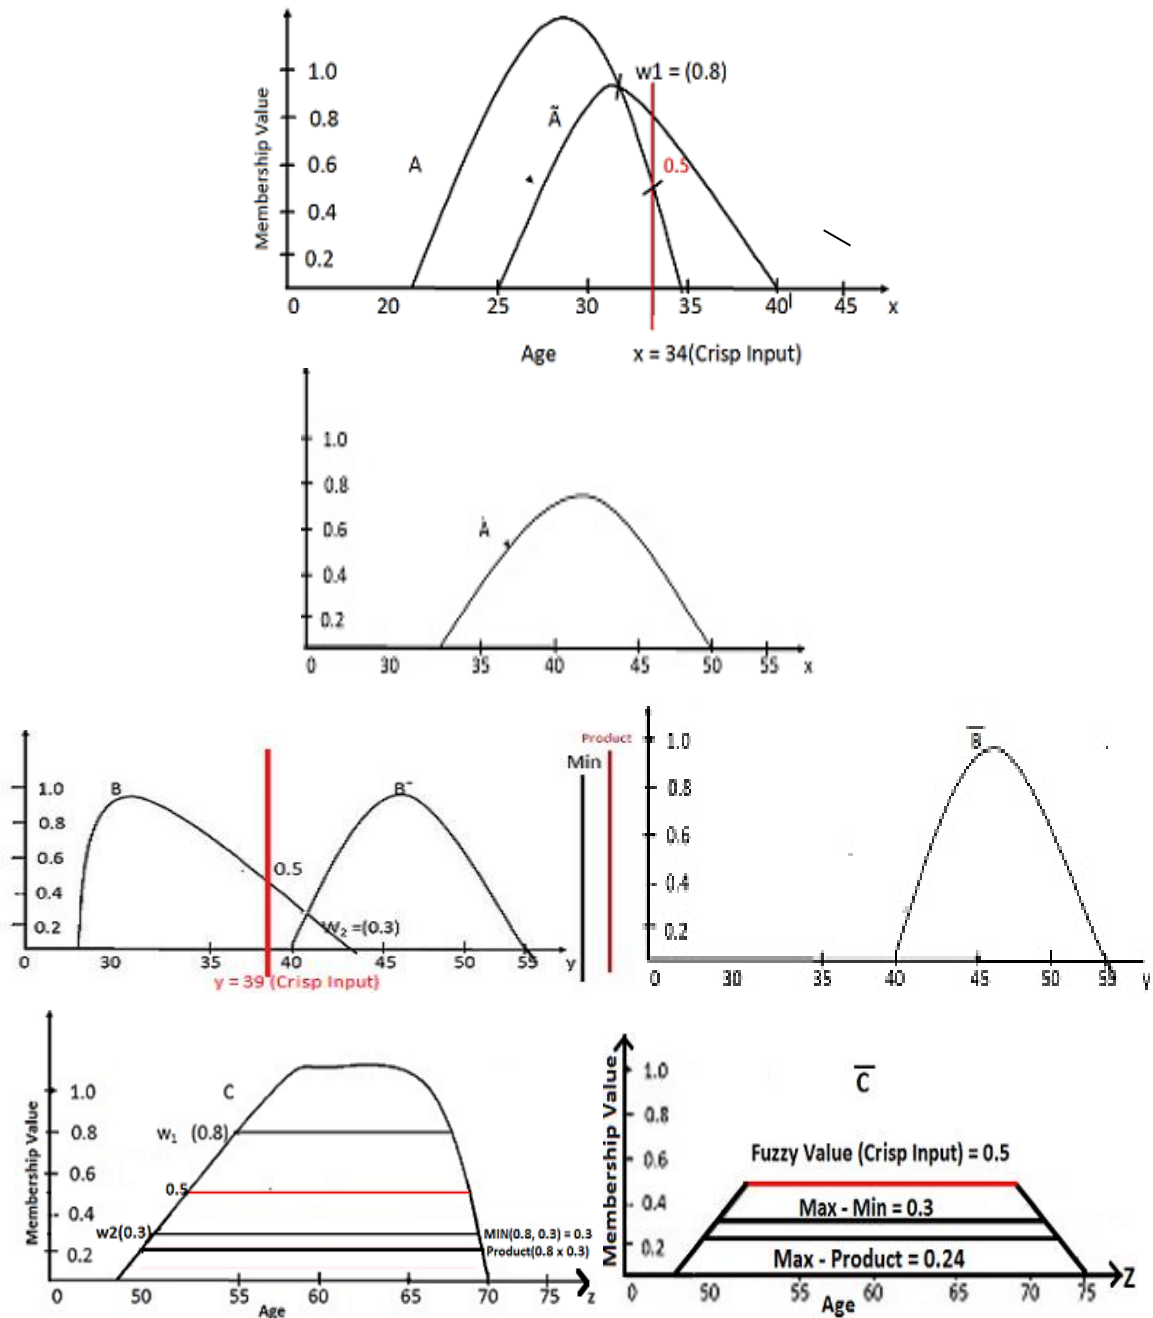 w1 = (0.8)
1.0
Ã
0.8
A
0.6
0.5
0.4
0.2
Membership Value
0 20 25 30 35 40 45 x
Age
x = 34(Crisp Input)
1.0
0.8
À
0.6
0.4
0.2
0 30 35 40 45 50 55 x
1.0
B
B¯
0.8
0.6
0.5
0.4
W₂ =(0.3)
0.2
0 30 35 40 45 50 55 y
y = 39 (Crisp Input)
Product
Min
B̅
1.0
0.8
0.6
0.4
0.2
0 30 35 40 45 50 y
C
1.0
w₁ (0.8)
0.8
0.6
0.5
0.4
w2(0.3)
MIN(0.8, 0.3) = 0.3
Product(0.8 x 0.3)
0.2
Membership Value
0 50 55 60 65 70 75 z
Age
C̅
1.0
0.8
Fuzzy Value (Crisp Input) = 0.5
0.6
0.4
Max - Min = 0.3
0.2
Max - Product = 0.24
Membership Value
0 50 55 60 65 70 75 Z
Age